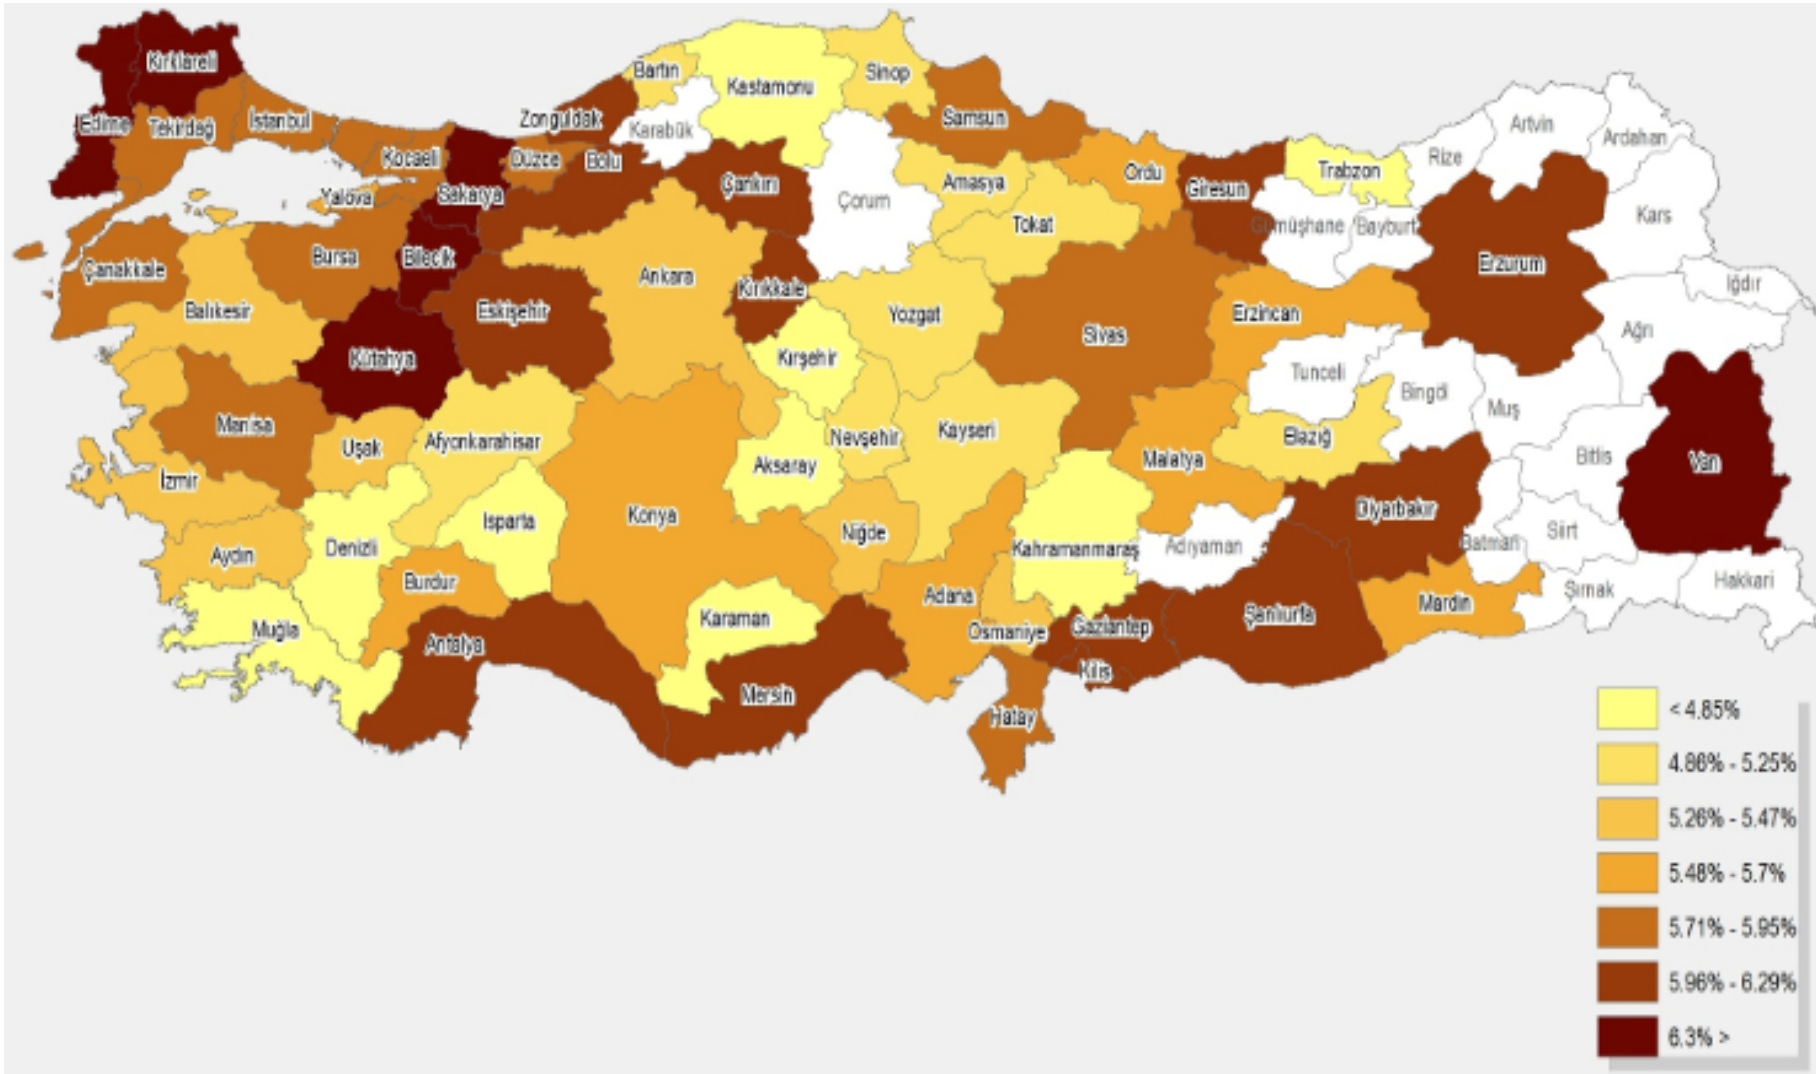 Kırklareli
Edirne
Tekirdağ
İstanbul
Kocaeli
Yalova
Sakarya
Düzce
Bolu
Zonguldak
Bartın
Karabük
Kastamonu
Sinop
Samsun
Çankırı
Çorum
Amasya
Tokat
Ordu
Giresun
Trabzon
Gümüşhane
Bayburt
Rize
Artvin
Ardahan
Kars
Iğdır
Ağrı
Erzurum
Erzincan
Çanakkale
Bursa
Bilecik
Balıkesir
Eskişehir
Kütahya
Ankara
Kırıkkale
Kırşehir
Yozgat
Sivas
Tunceli
Bingöl
Muş
Bitlis
Van
Manisa
Uşak
Afyonkarahisar
İzmir
Aydın
Denizli
Isparta
Burdur
Muğla
Antalya
Konya
Aksaray
Nevşehir
Kayseri
Niğde
Karaman
Mersin
Adana
Osmaniye
Kahramanmaraş
Malatya
Elazığ
Adıyaman
Diyarbakır
Batman
Siirt
Şırnak
Hakkari
Mardin
Şanlıurfa
Gaziantep
Kilis
Hatay
< 4.85%
4.86% - 5.25%
5.26% - 5.47%
5.48% - 5.7%
5.71% - 5.95%
5.96% - 6.29%
6.3% >